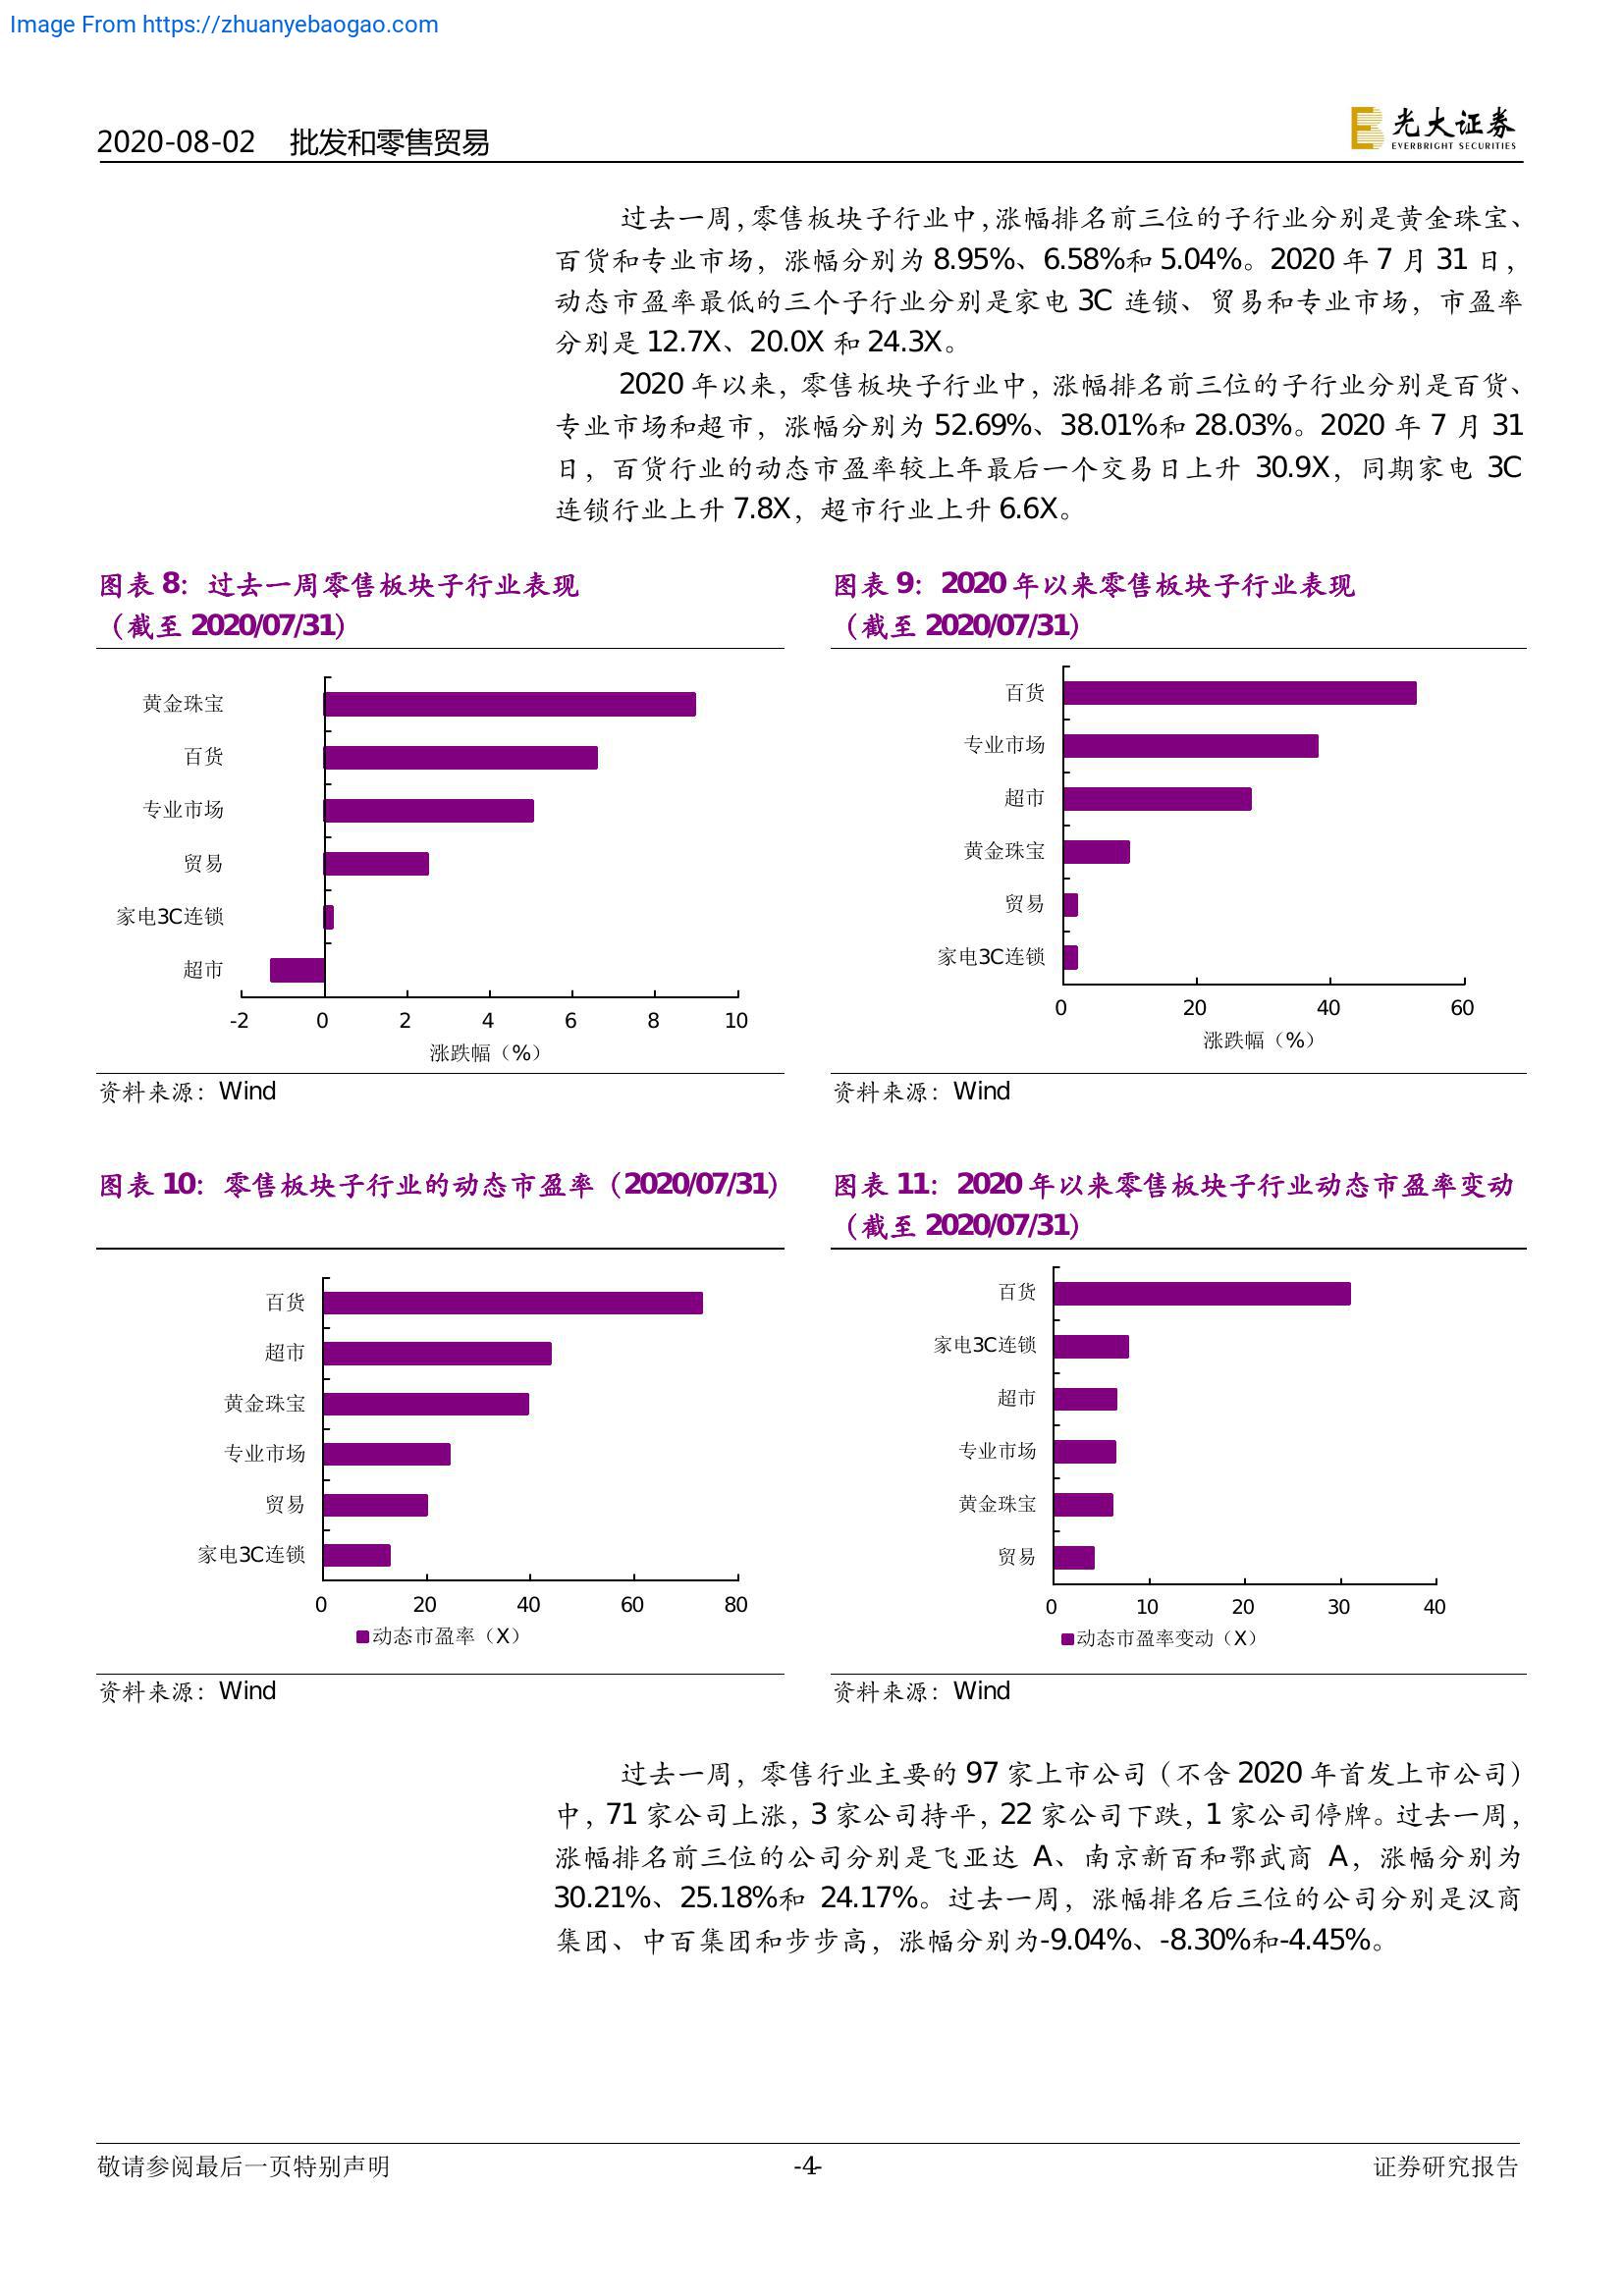 Image From https://zhuanyebaogao.com
2020-08-02 批发和零售贸易
光大证券
EVERBRIGHT SECURITIES
过去一周，零售板块子行业中，涨幅排名前三位的子行业分别是黄金珠宝、
百货和专业市场，涨幅分别为 8.95%、6.58%和 5.04%。2020 年 7 月 31 日，
动态市盈率最低的三个子行业分别是家电 3C 连锁、贸易和专业市场，市盈率
分别是 12.7X、20.0X 和 24.3X。
2020 年以来，零售板块子行业中，涨幅排名前三位的子行业分别是百货、
专业市场和超市，涨幅分别为 52.69%、38.01%和 28.03%。2020 年 7 月 31
日，百货行业的动态市盈率较上年最后一个交易日上升 30.9X，同期家电 3C
连锁行业上升 7.8X，超市行业上升 6.6X。
图表 8：过去一周零售板块子行业表现
（截至 2020/07/31）
黄金珠宝
百货
专业市场
贸易
家电3C连锁
超市
-2 0 2 4 6 8 10
涨跌幅（%）
资料来源：Wind
图表 9：2020 年以来零售板块子行业表现
（截至 2020/07/31）
百货
专业市场
超市
黄金珠宝
贸易
家电3C连锁
0 20 40 60
涨跌幅（%）
资料来源：Wind
图表 10：零售板块子行业的动态市盈率（2020/07/31）
百货
超市
黄金珠宝
专业市场
贸易
家电3C连锁
0 20 40 60 80
动态市盈率（X）
资料来源：Wind
图表 11：2020 年以来零售板块子行业动态市盈率变动
（截至 2020/07/31）
百货
家电3C连锁
超市
专业市场
黄金珠宝
贸易
0 10 20 30 40
动态市盈率变动（X）
资料来源：Wind
过去一周，零售行业主要的 97 家上市公司（不含 2020 年首发上市公司）
中，71 家公司上涨，3 家公司持平，22 家公司下跌，1 家公司停牌。过去一周，
涨幅排名前三位的公司分别是飞亚达 A、南京新百和鄂武商 A，涨幅分别为
30.21%、25.18%和 24.17%。过去一周，涨幅排名后三位的公司分别是汉商
集团、中百集团和步步高，涨幅分别为-9.04%、-8.30%和-4.45%。
敬请参阅最后一页特别声明
-4-
证券研究报告